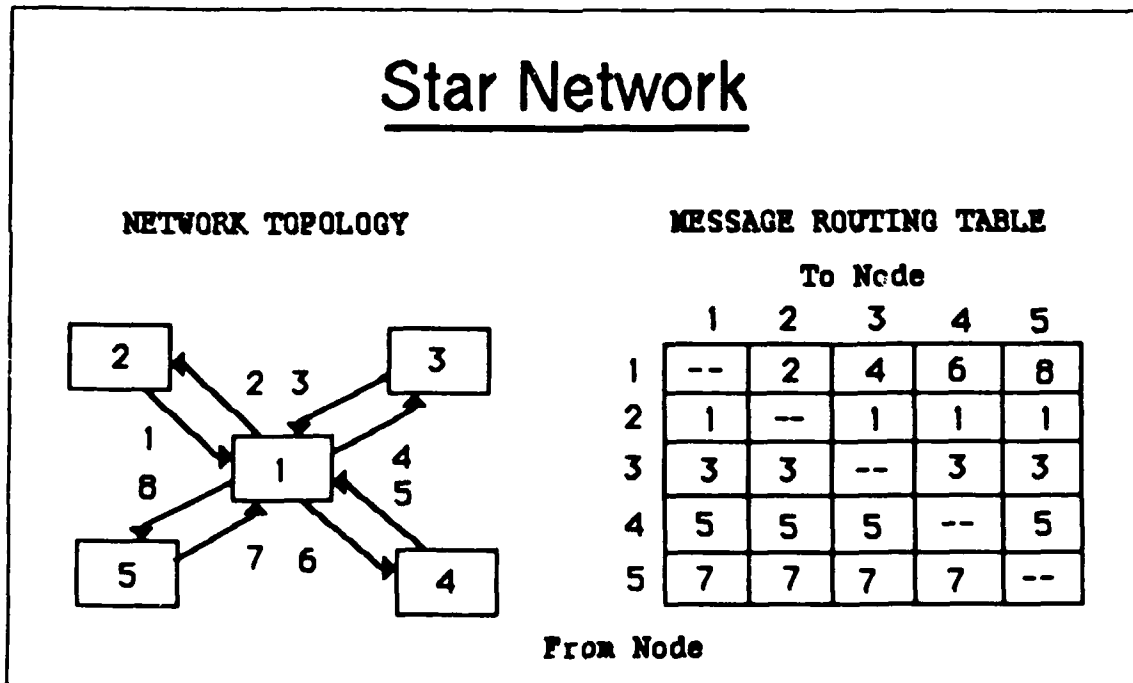 Star Network
NETWORK TOPOLOGY
2
3
2 3
1
1
4
8
5
5
7 6
4
MESSAGE ROUTING TABLE
To Node
1 2 3 4 5
1 -- 2 4 6 8
2 1 -- 1 1 1
3 3 3 -- 3 3
4 5 5 5 -- 5
5 7 7 7 7 --
From Node